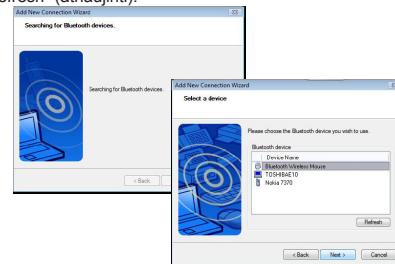 Add New Connection Wizard
Searching for Bluetooth devices.
Searching for Bluetooth devices.
< Back
Add New Connection Wizard
Select a device
Please choose the Bluetooth device you wish to use.
Bluetooth device
Device Name
Bluetooth Wireless Mouse
TOSHIBAE10
Nokia 7370
Refresh
< Back
Next >
Cancel